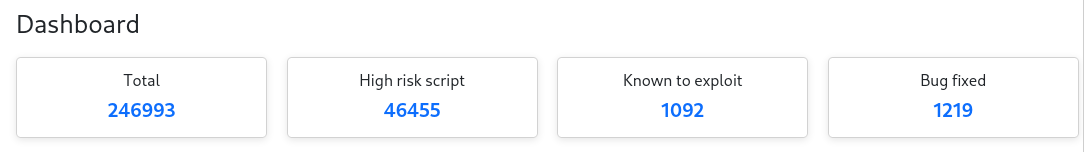 Dashboard
Total
246993
High risk script
46455
Known to exploit
1092
Bug fixed
1219